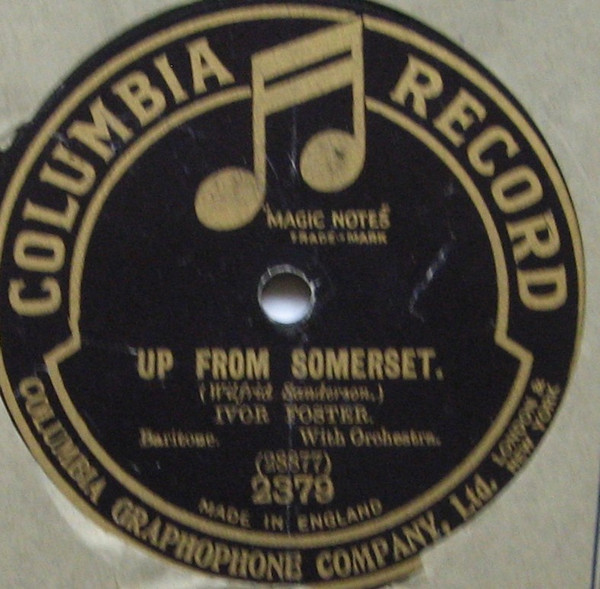 COLUMBIA RECORD
"MAGIC NOTES"
TRADE-MARK
UP FROM SOMERSET.
(Wilfrid Sanderson.)
IVOR FOSTER.
Baritone. With Orchestra.
(28877)
2379
MADE IN ENGLAND
COLUMBIA GRAPHOPHONE COMPANY, Ltd. LONDON &
NEW YORK